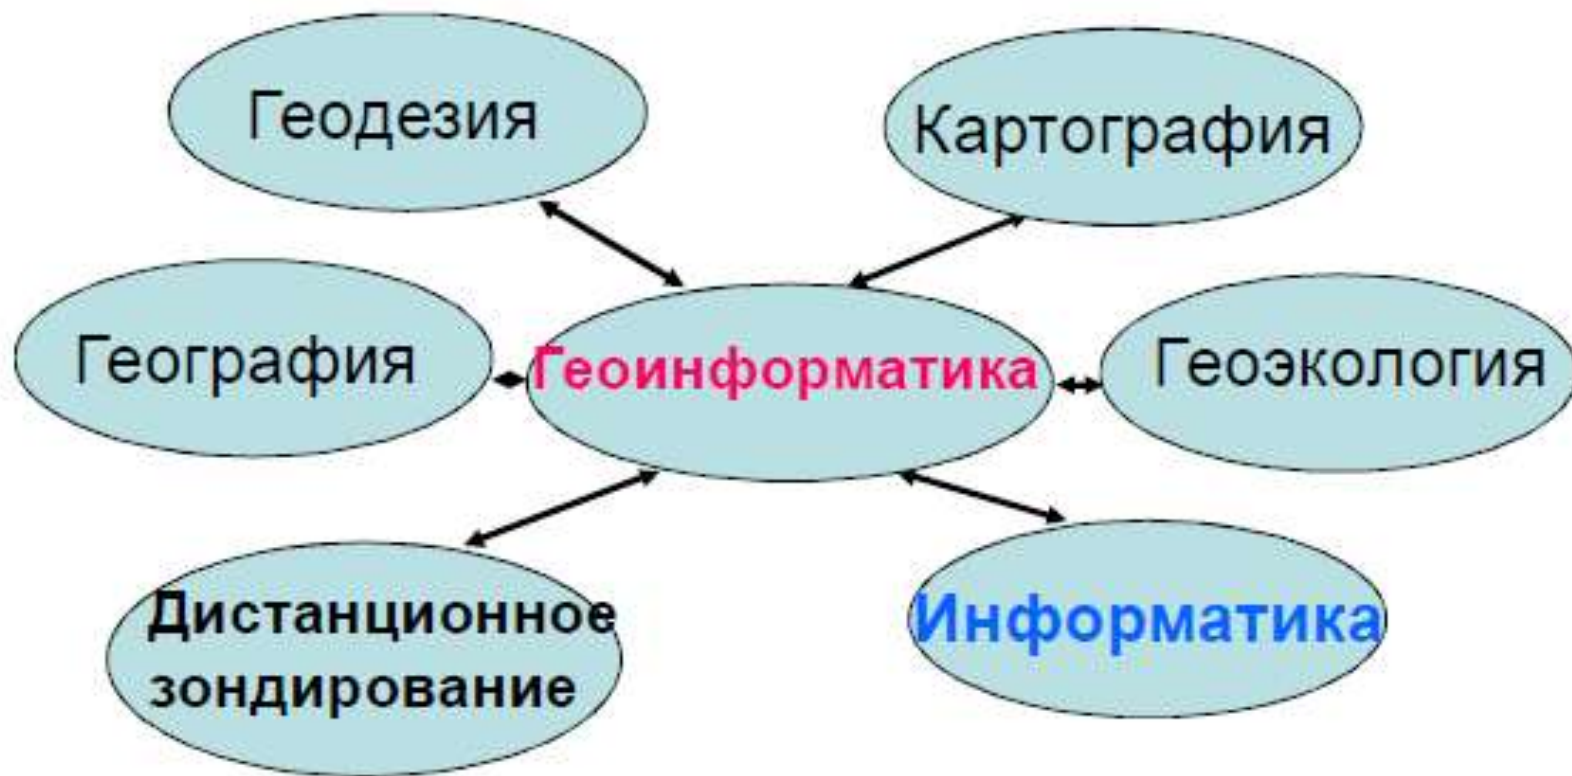 Геодезия
Картография
География
Геоинформатика
Геоэкология
Дистанционное
зондирование
Информатика